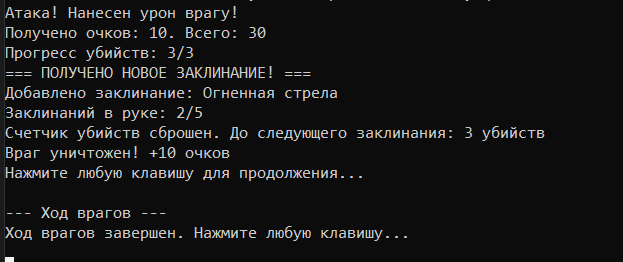 Атака! Нанесен урон врагу!
Получено очков: 10. Всего: 30
Прогресс убийств: 3/3
=== ПОЛУЧЕНО НОВОЕ ЗАКЛИНАНИЕ! ===
Добавлено заклинание: Огненная стрела
Заклинаний в руке: 2/5
Счетчик убийств сброшен. До следующего заклинания: 3 убийств
Враг уничтожен! +10 очков
Нажмите любую клавишу для продолжения...
--- Ход врагов ---
Ход врагов завершен. Нажмите любую клавишу...